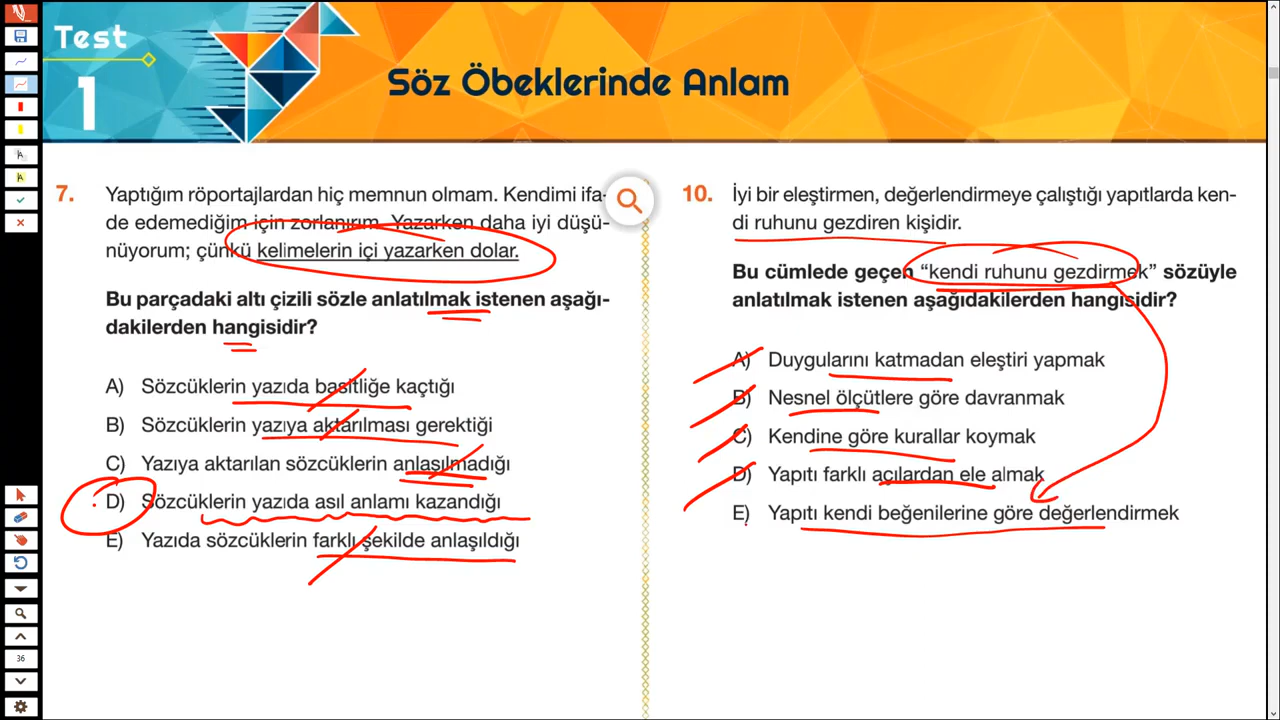 Test
1
Söz Öbeklerinde Anlam
7. Yaptığım röportajlardan hiç memnun olmam. Kendimi ifa-
de edemediğim için zorlanırım. Yazarken daha iyi düşü-
nüyorum; çünkü kelimelerin içi yazarken dolar.
Bu parçadaki altı çizili sözle anlatılmak istenen aşağı-
dakilerden hangisidir?
A) Sözcüklerin yazıda basitliğe kaçtığı
B) Sözcüklerin yazıya aktarılması gerektiği
C) Yazıya aktarılan sözcüklerin anlaşılmadığı
D) Sözcüklerin yazıda asıl anlamı kazandığı
E) Yazıda sözcüklerin farklı şekilde anlaşıldığı
10. İyi bir eleştirmen, değerlendirmeye çalıştığı yapıtlarda ken-
di ruhunu gezdiren kişidir.
Bu cümlede geçen “kendi ruhunu gezdirmek” sözüyle
anlatılmak istenen aşağıdakilerden hangisidir?
A) Duygularını katmadan eleştiri yapmak
B) Nesnel ölçütlere göre davranmak
C) Kendine göre kurallar koymak
D) Yapıtı farklı açılardan ele almak
E) Yapıtı kendi beğenilerine göre değerlendirmek
A
A
36